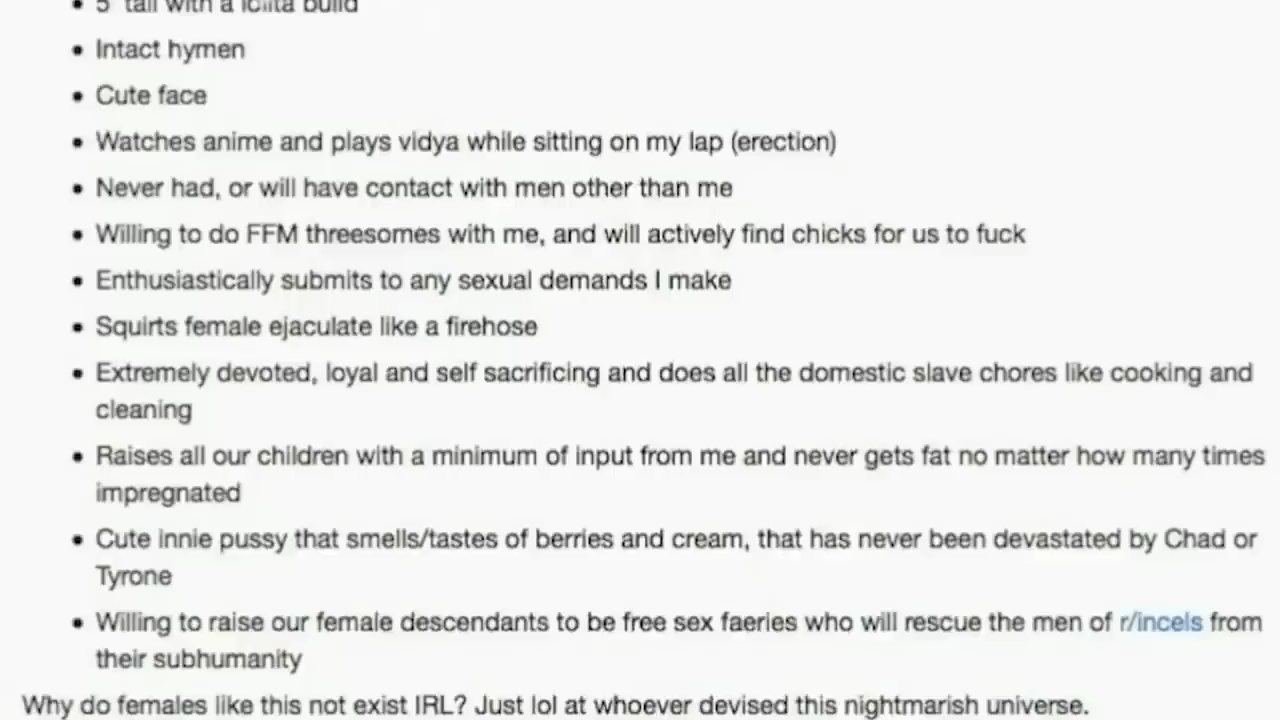 • 5' tall with a build
• Intact hymen
• Cute face
• Watches anime and plays vidya while sitting on my lap (erection)
• Never had, or will have contact with men other than me
• Willing to do FFM threesomes with me, and will actively find chicks for us to fuck
• Enthusiastically submits to any sexual demands I make
• Squirts female ejaculate like a firehose
• Extremely devoted, loyal and self sacrificing and does all the domestic slave chores like cooking and
cleaning
• Raises all our children with a minimum of input from me and never gets fat no matter how many times
impregnated
• Cute innie pussy that smells/tastes of berries and cream, that has never been devastated by Chad or
Tyrone
• Willing to raise our female descendants to be free sex faeries who will rescue the men of r/incels from
their subhumanity
Why do females like this not exist IRL? Just lol at whoever devised this nightmarish universe.